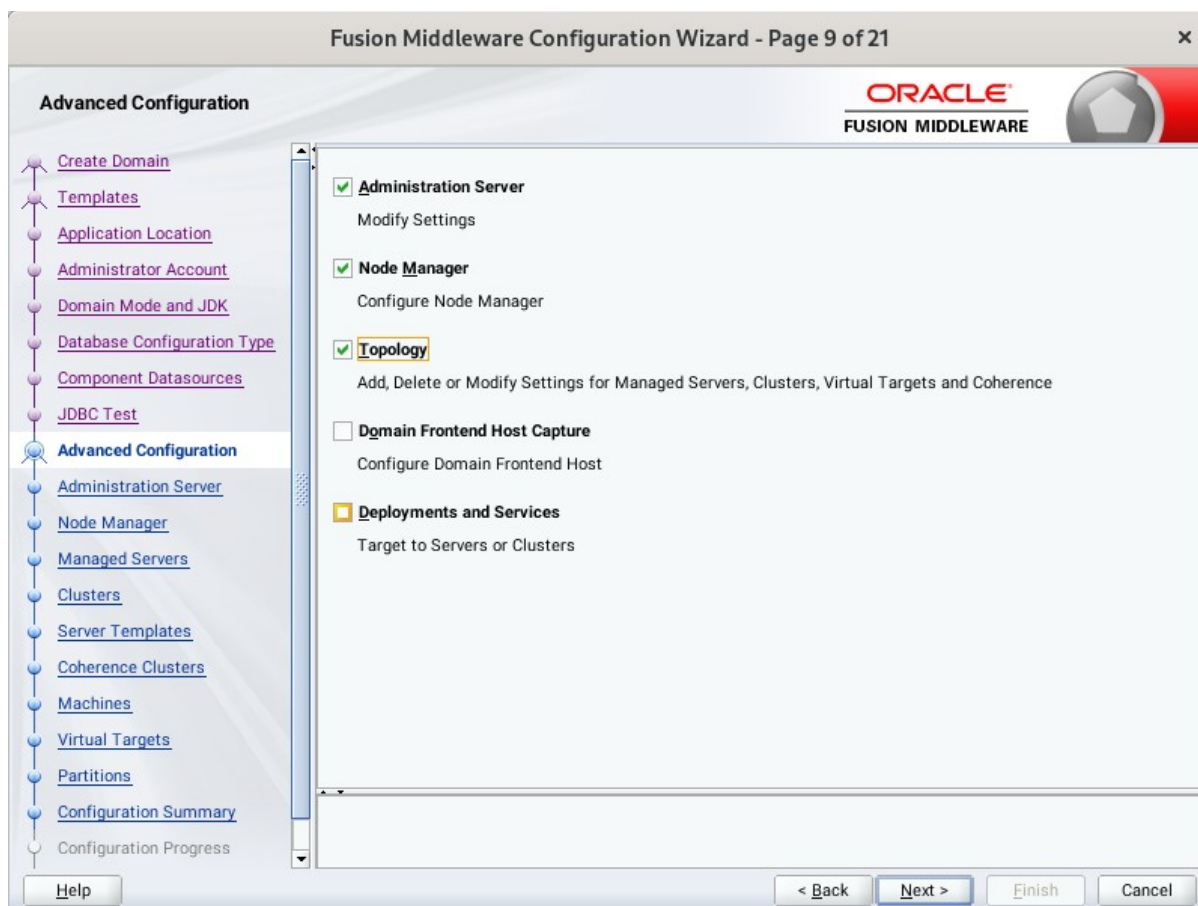 Fusion Middleware Configuration Wizard - Page 9 of 21
Advanced Configuration
ORACLE
FUSION MIDDLEWARE
Create Domain
Templates
Application Location
Administrator Account
Domain Mode and JDK
Database Configuration Type
Component Datasources
JDBC Test
Advanced Configuration
Administration Server
Node Manager
Managed Servers
Clusters
Server Templates
Coherence Clusters
Machines
Virtual Targets
Partitions
Configuration Summary
Configuration Progress
Administration Server
Modify Settings
Node Manager
Configure Node Manager
Topology
Add, Delete or Modify Settings for Managed Servers, Clusters, Virtual Targets and Coherence
Domain Frontend Host Capture
Configure Domain Frontend Host
Deployments and Services
Target to Servers or Clusters
Help
< Back
Next >
Finish
Cancel